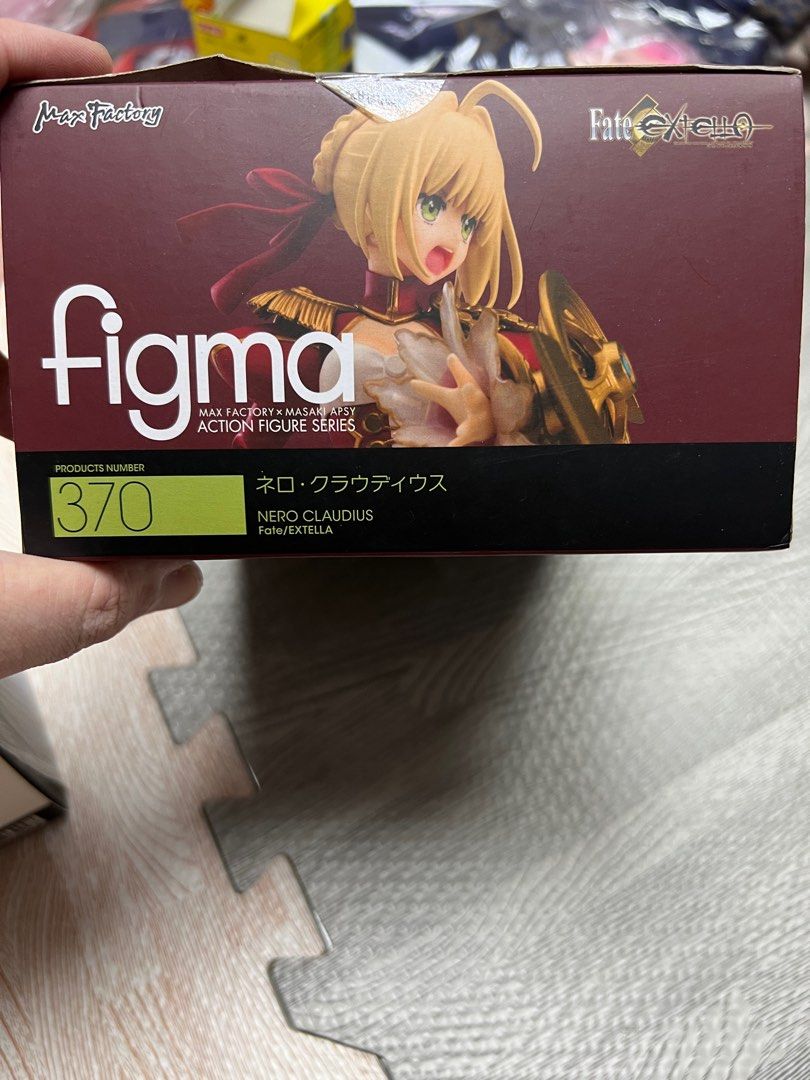 Max Factory
Fate EXTELLA
figma
MAX FACTORY × MASAKI APSY
ACTION FIGURE SERIES
PRODUCTS NUMBER
370
ネロ・クラウディウス
NERO CLAUDIUS
Fate/EXTELLA